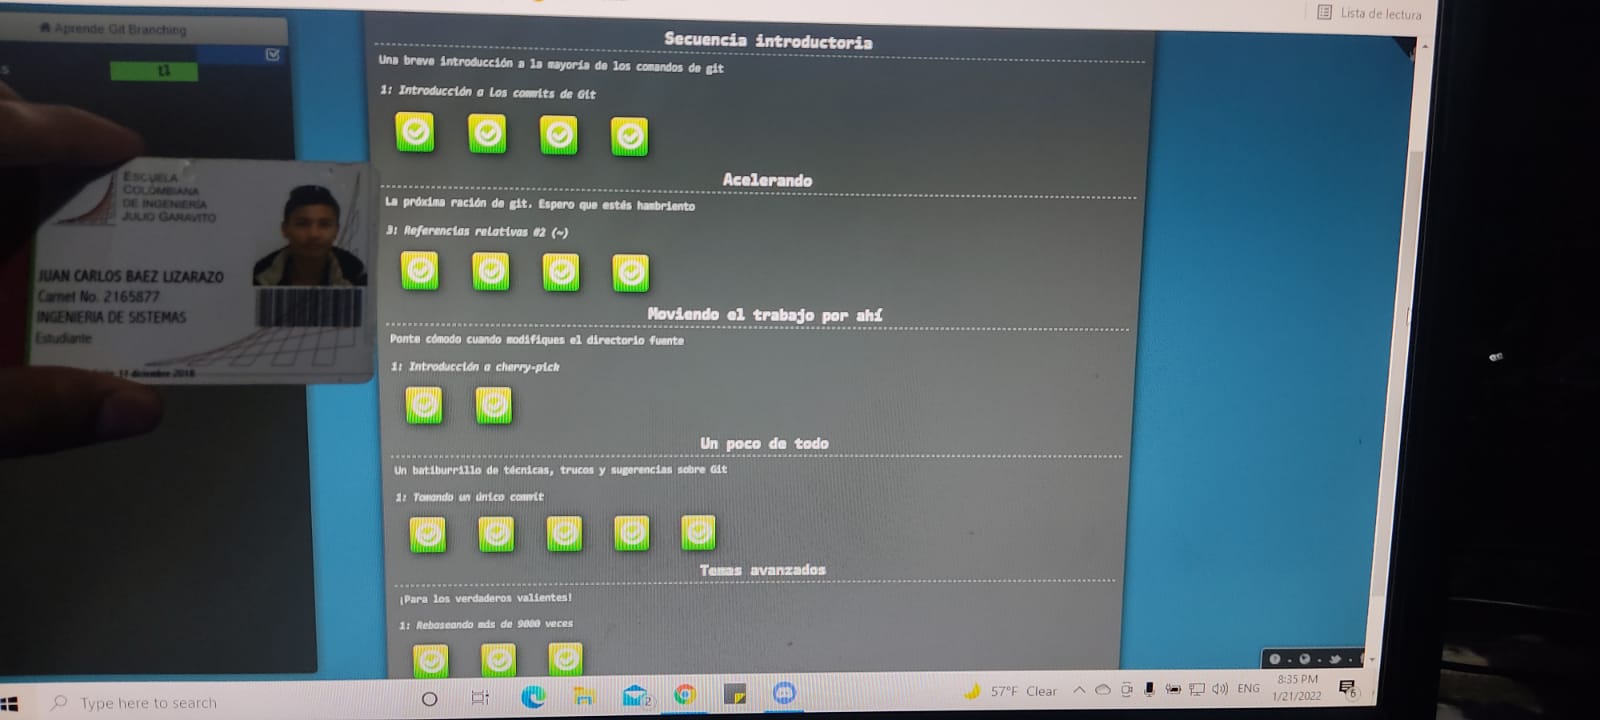 Lista de lectura
Aprende Git Branching
Secuencia introductoria
Una breve introducción a la mayoría de los comandos de git
1: Introducción a los commits de Git
Acelerando
La próxima ración de git. Espero que estés hambriento
3: Referencias relativas #2 (~)
Moviendo el trabajo por ahí
Ponte cómodo cuando modifiques el directorio fuente
1: Introducción a cherry-pick
Un poco de todo
Un batiburrillo de técnicas, trucos y sugerencias sobre Git
1: Tomando un único commit
Temas avanzados
¡Para los verdaderos valientes!
1: Rebaseando más de 9000 veces
ESCUELA
COLOMBIANA
DE INGENIERÍA
JULIO GARAVITO
JUAN CARLOS BAEZ LIZARAZO
Carnet No. 2165877
INGENIERIA DE SISTEMAS
Estudiante
11 diciembre 2018
Type here to search
2
57°F Clear
ENG
8:35 PM
1/21/2022
6